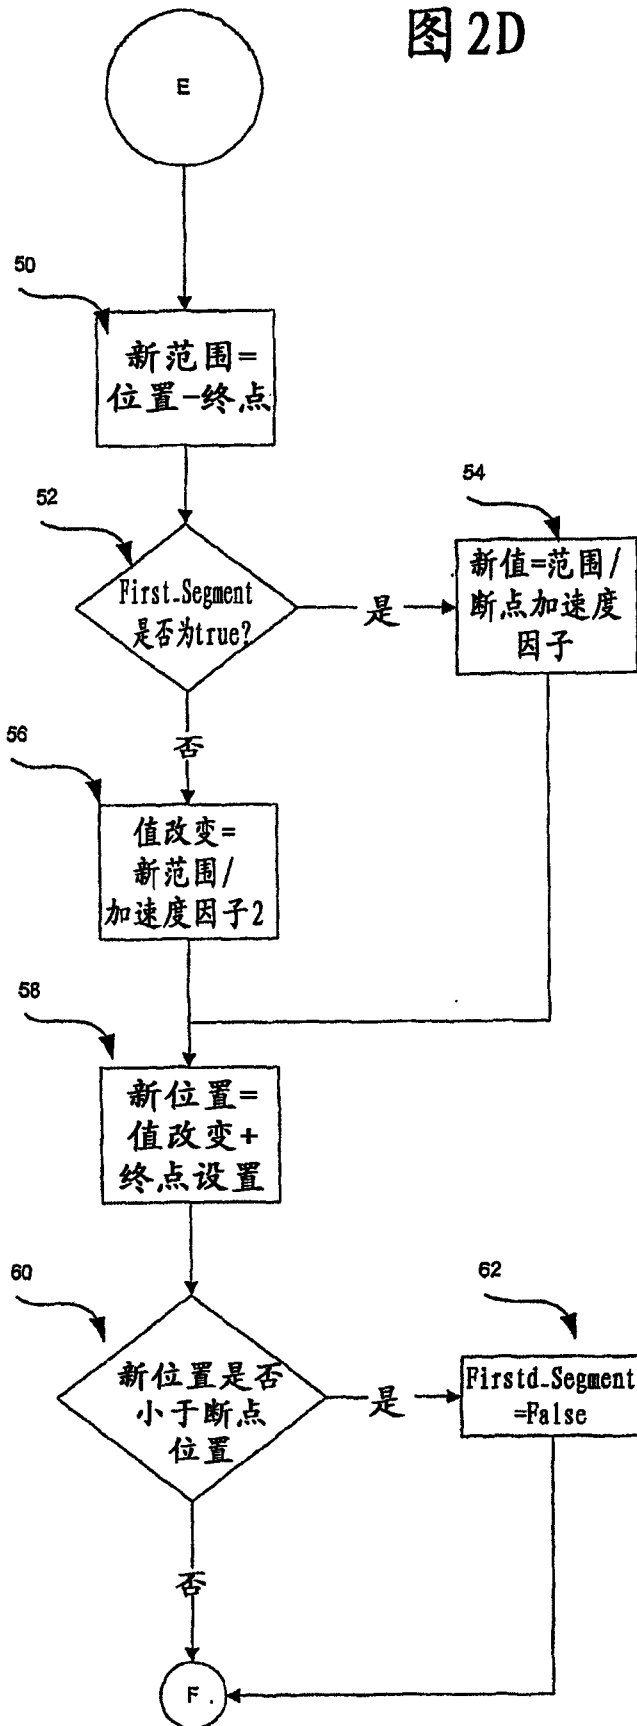 图2D
E
50
新范围=
位置-终点
52
First_Segment
是否为true?
是
54
新值=范围/
断点加速度
因子
否
56
值改变=
新范围/
加速度因子2
58
新位置=
值改变+
终点设置
60
新位置是否
小于断点
位置
是
62
Firstd_Segment
=False
否
F.